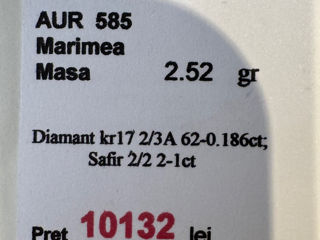 AUR 585
Marimea
Masa 2.52 gr
Diamant kr17 2/3A 62-0.186ct;
Safir 2/2 2-1ct
Pret 10132 lei